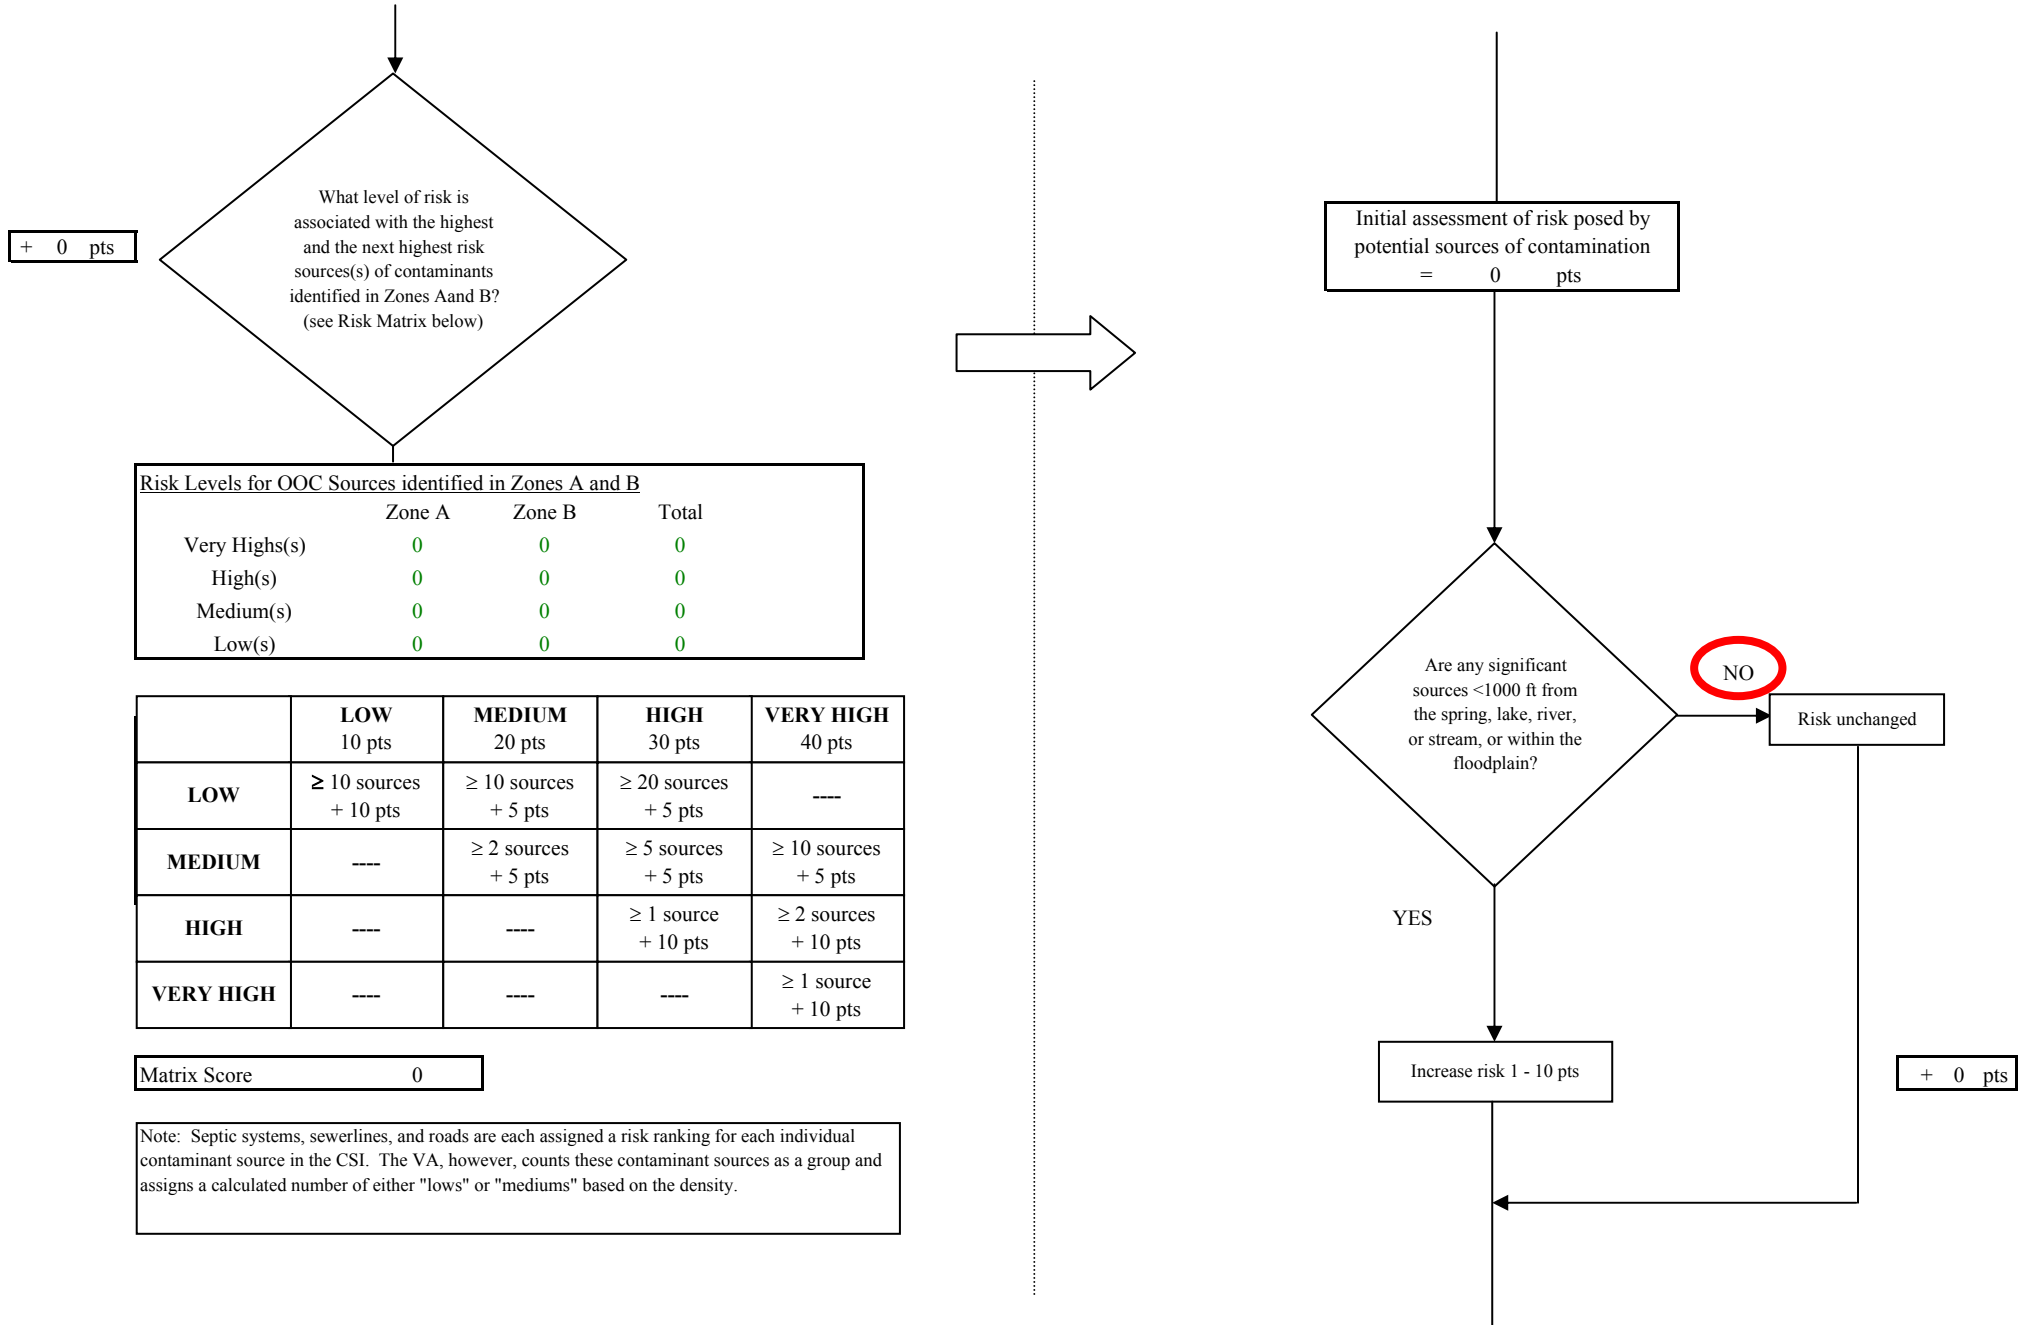 What level of risk is
associated with the highest
and the next highest risk
sources(s) of contaminants
identified in Zones Aand B?
(see Risk Matrix below)
+ 0 pts
Risk Levels for OOC Sources identified in Zones A and B
Zone A Zone B Total
Very Highs(s) 0 0 0
High(s) 0 0 0
Medium(s) 0 0 0
Low(s) 0 0 0
LOW MEDIUM HIGH VERY HIGH
10 pts 20 pts 30 pts 40 pts
LOW ≥ 10 sources ≥ 10 sources ≥ 20 sources ----
+ 10 pts + 5 pts + 5 pts
MEDIUM ---- ≥ 2 sources ≥ 5 sources ≥ 10 sources
+ 5 pts + 5 pts + 5 pts
HIGH ---- ---- ≥ 1 source ≥ 2 sources
+ 10 pts + 10 pts
VERY HIGH ---- ---- ---- ≥ 1 source
+ 10 pts
Matrix Score 0
Note: Septic systems, sewerlines, and roads are each assigned a risk ranking for each individual
contaminant source in the CSI. The VA, however, counts these contaminant sources as a group and
assigns a calculated number of either "lows" or "mediums" based on the density.
Initial assessment of risk posed by
potential sources of contamination
= 0 pts
Are any significant
sources <1000 ft from
the spring, lake, river,
or stream, or within the
floodplain?
NO
Risk unchanged
YES
Increase risk 1 - 10 pts
+ 0 pts